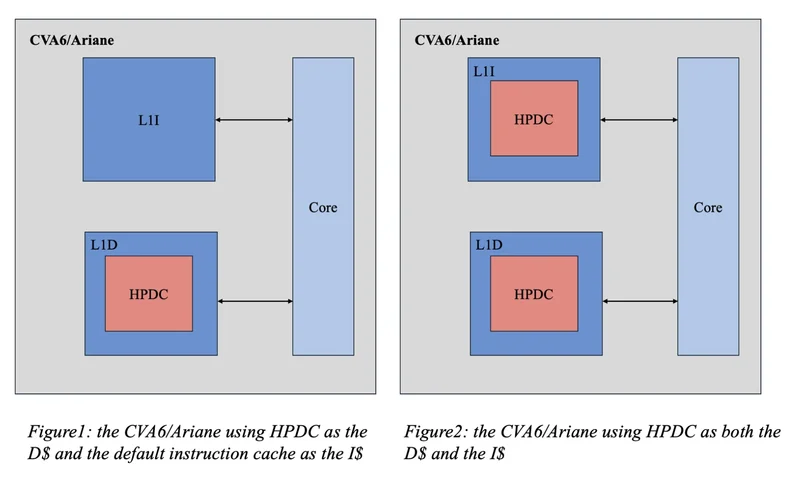 CVA6/Ariane
L1I
Core
L1D
HPDC
Figure1: the CVA6/Ariane using HPDC as the
D$ and the default instruction cache as the I$
CVA6/Ariane
L1I
HPDC
Core
L1D
HPDC
Figure2: the CVA6/Ariane using HPDC as both the
D$ and the I$